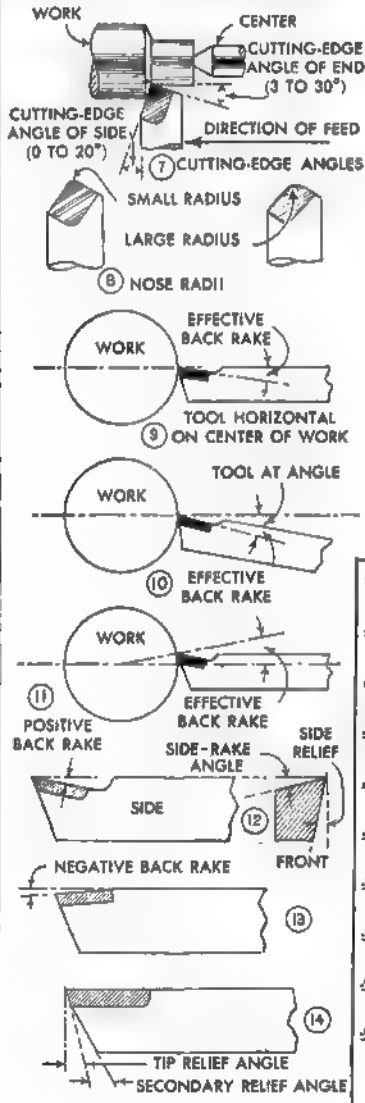 WORK
CENTER
CUTTING-EDGE
ANGLE OF END
(3 TO 30°)
CUTTING-EDGE
ANGLE OF SIDE
(0 TO 20°)
DIRECTION OF FEED
7 CUTTING-EDGE ANGLES
SMALL RADIUS
LARGE RADIUS
8 NOSE RADII
EFFECTIVE
BACK RAKE
WORK
9 TOOL HORIZONTAL
ON CENTER OF WORK
TOOL AT ANGLE
WORK
10 EFFECTIVE
BACK RAKE
WORK
11
EFFECTIVE
BACK RAKE
POSITIVE
BACK RAKE
SIDE-RAKE
ANGLE
SIDE
RELIEF
SIDE
12
FRONT
NEGATIVE BACK RAKE
13
14
TIP RELIEF ANGLE
SECONDARY RELIEF ANGLE